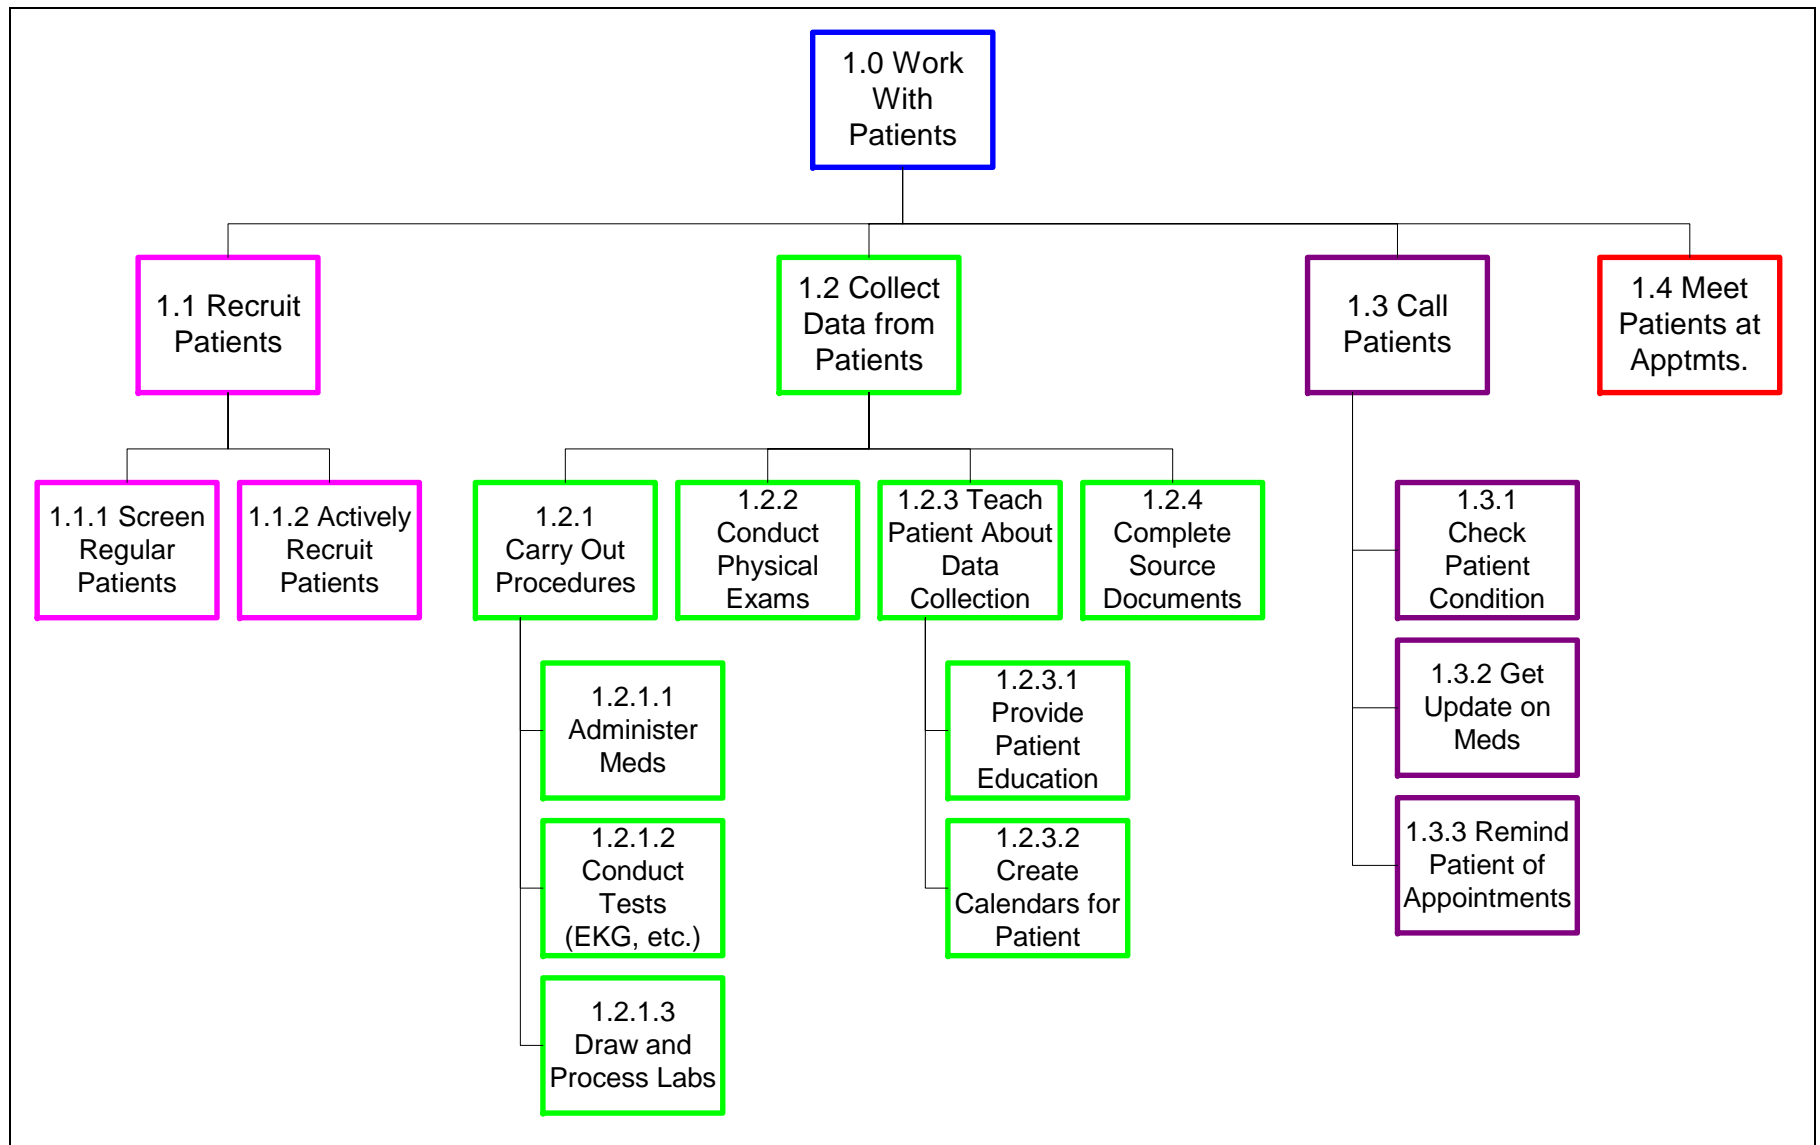 1.0 Work
With
Patients
1.1 Recruit
Patients
1.2 Collect
Data from
Patients
1.3 Call
Patients
1.4 Meet
Patients at
Apptmts.
1.1.1 Screen
Regular
Patients
1.1.2 Actively
Recruit
Patients
1.2.1
Carry Out
Procedures
1.2.2
Conduct
Physical
Exams
1.2.3 Teach
Patient About
Data
Collection
1.2.4
Complete
Source
Documents
1.3.1
Check
Patient
Condition
1.2.1.1
Administer
Meds
1.2.3.1
Provide
Patient
Education
1.3.2 Get
Update on
Meds
1.2.1.2
Conduct
Tests
(EKG, etc.)
1.2.3.2
Create
Calendars for
Patient
1.3.3 Remind
Patient of
Appointments
1.2.1.3
Draw and
Process Labs